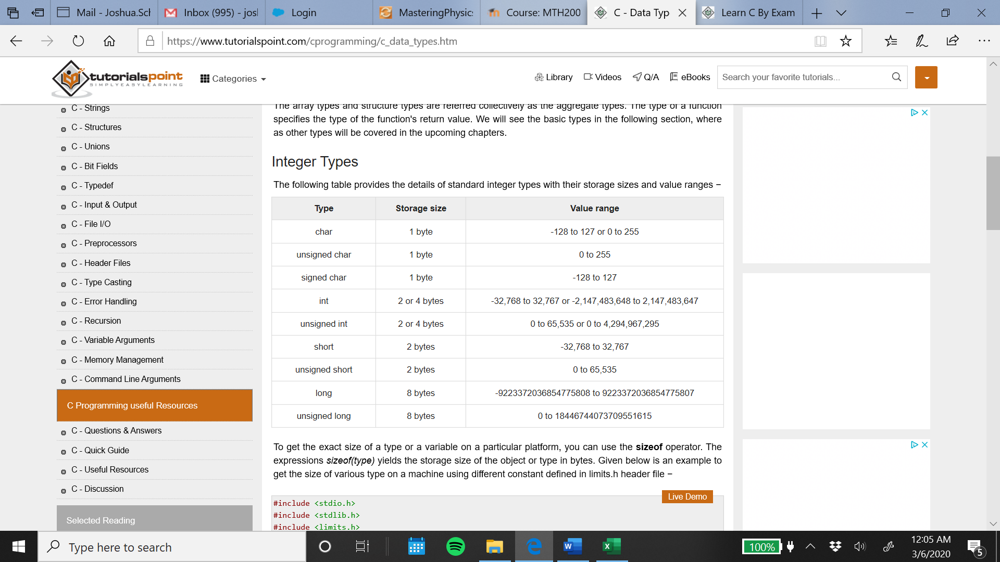 Mail - Joshua.Sch
Inbox (995) - josl
Login
MasteringPhysics
Course: MTH200
C - Data Typ
Learn C By Exam
https://www.tutorialspoint.com/cprogramming/c_data_types.htm
tutorialspoint
SIMPLYEASYLEARNING
Categories
Library
Videos
Q/A
eBooks
Search your favorite tutorials...
C - Strings
C - Structures
C - Unions
C - Bit Fields
C - Typedef
C - Input & Output
C - File I/O
C - Preprocessors
C - Header Files
C - Type Casting
C - Error Handling
C - Recursion
C - Variable Arguments
C - Memory Management
C - Command Line Arguments
C Programming useful Resources
C - Questions & Answers
C - Quick Guide
C - Useful Resources
C - Discussion
Selected Reading
The array types and structure types are referred collectively as the aggregate types. The type of a function
specifies the type of the function's return value. We will see the basic types in the following section, where
as other types will be covered in the upcoming chapters.
Integer Types
The following table provides the details of standard integer types with their storage sizes and value ranges −
Type Storage size Value range
char 1 byte -128 to 127 or 0 to 255
unsigned char 1 byte 0 to 255
signed char 1 byte -128 to 127
int 2 or 4 bytes -32,768 to 32,767 or -2,147,483,648 to 2,147,483,647
unsigned int 2 or 4 bytes 0 to 65,535 or 0 to 4,294,967,295
short 2 bytes -32,768 to 32,767
unsigned short 2 bytes 0 to 65,535
long 8 bytes -9223372036854775808 to 9223372036854775807
unsigned long 8 bytes 0 to 18446744073709551615
To get the exact size of a type or a variable on a particular platform, you can use the sizeof operator. The
expressions sizeof(type) yields the storage size of the object or type in bytes. Given below is an example to
get the size of various type on a machine using different constant defined in limits.h header file −
Live Demo
#include <stdio.h>
#include <stdlib.h>
#include <limits.h>
Type here to search
100%
12:05 AM
3/6/2020
5